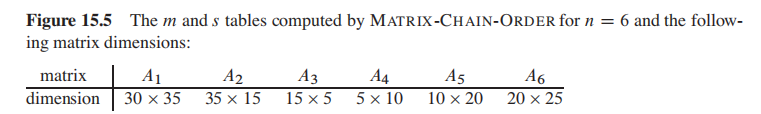 Figure 15.5 The m and s tables computed by MATRIX-CHAIN-ORDER for n = 6 and the follow-
ing matrix dimensions:
matrix A1 A2 A3 A4 A5 A6
dimension 30 × 35 35 × 15 15 × 5 5 × 10 10 × 20 20 × 25